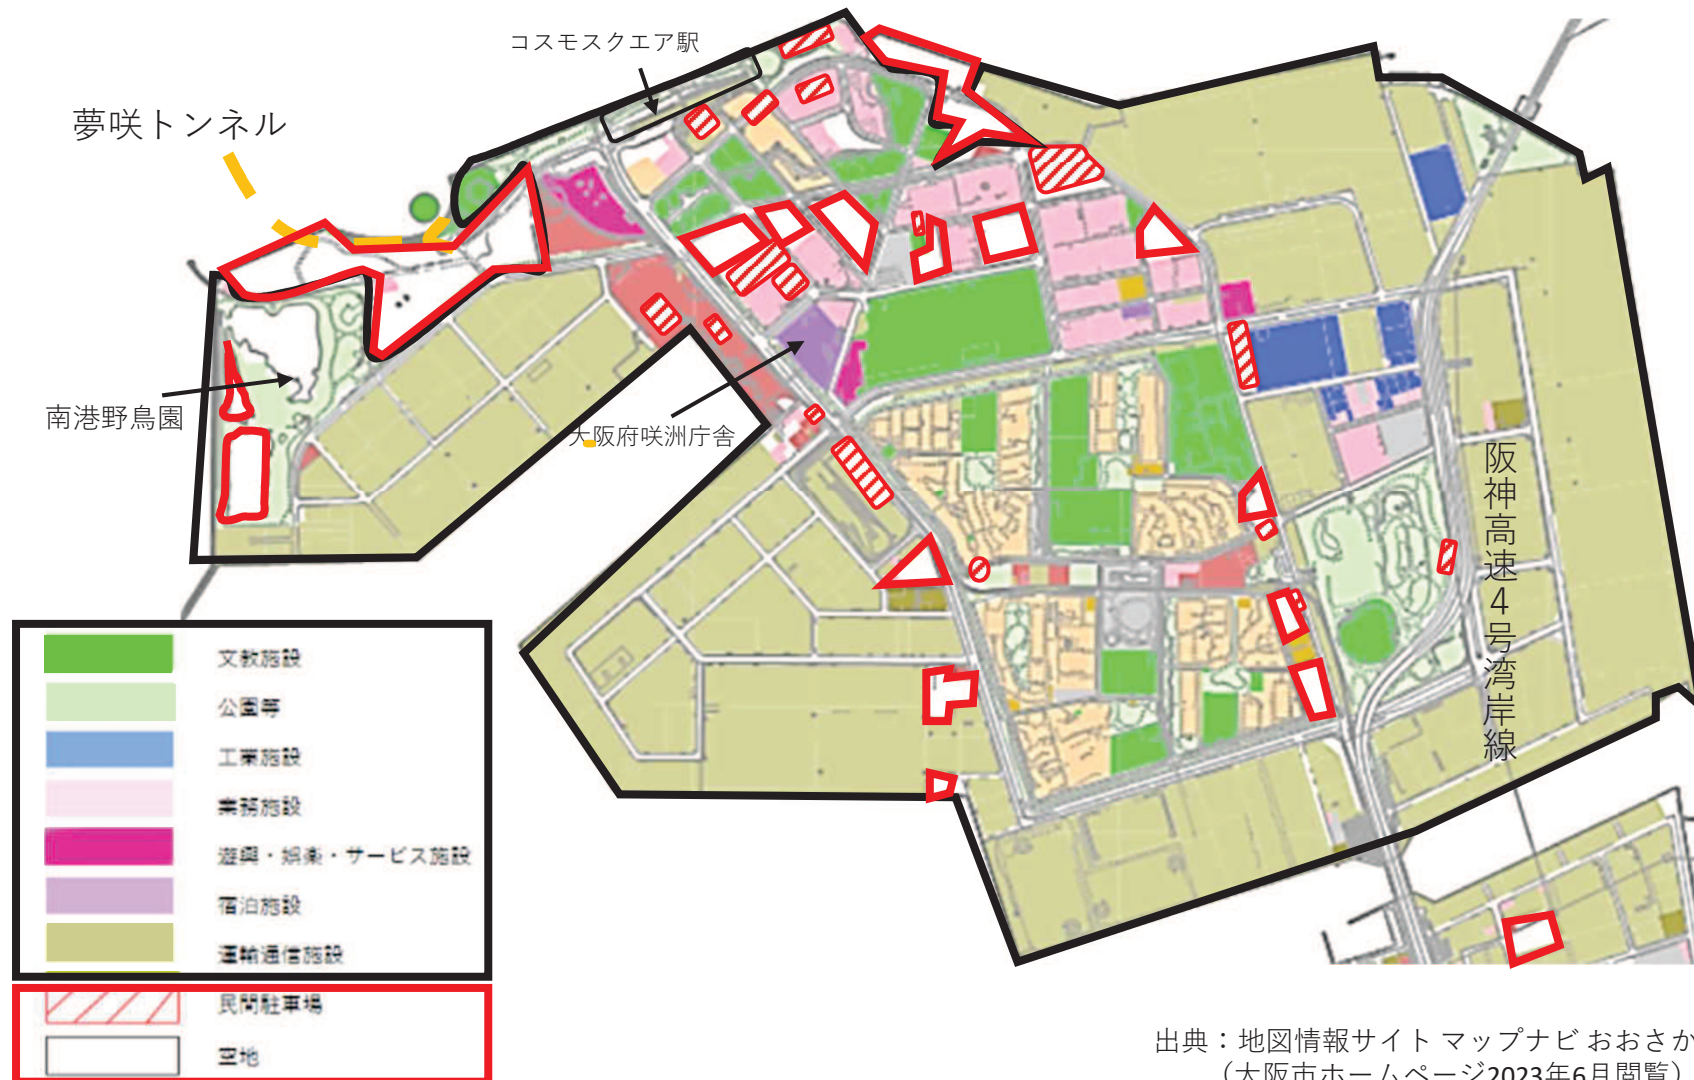 コスモスクエア駅
夢咲トンネル
南港野鳥園
大阪府咲洲庁舎
阪神高速4号湾岸線
文教施設
公園等
工業施設
業務施設
遊興・娯楽・サービス施設
宿泊施設
運輸通信施設
民間駐車場
空地
出典：地図情報サイト マップナビ おおさか
（大阪市ホームページ2023年6月閲覧）